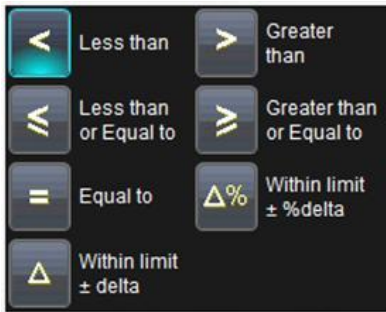 < Less than
> Greater
than
≤ Less than
or Equal to
≥ Greater than
or Equal to
= Equal to
Δ% Within limit
± %delta
Δ Within limit
± delta